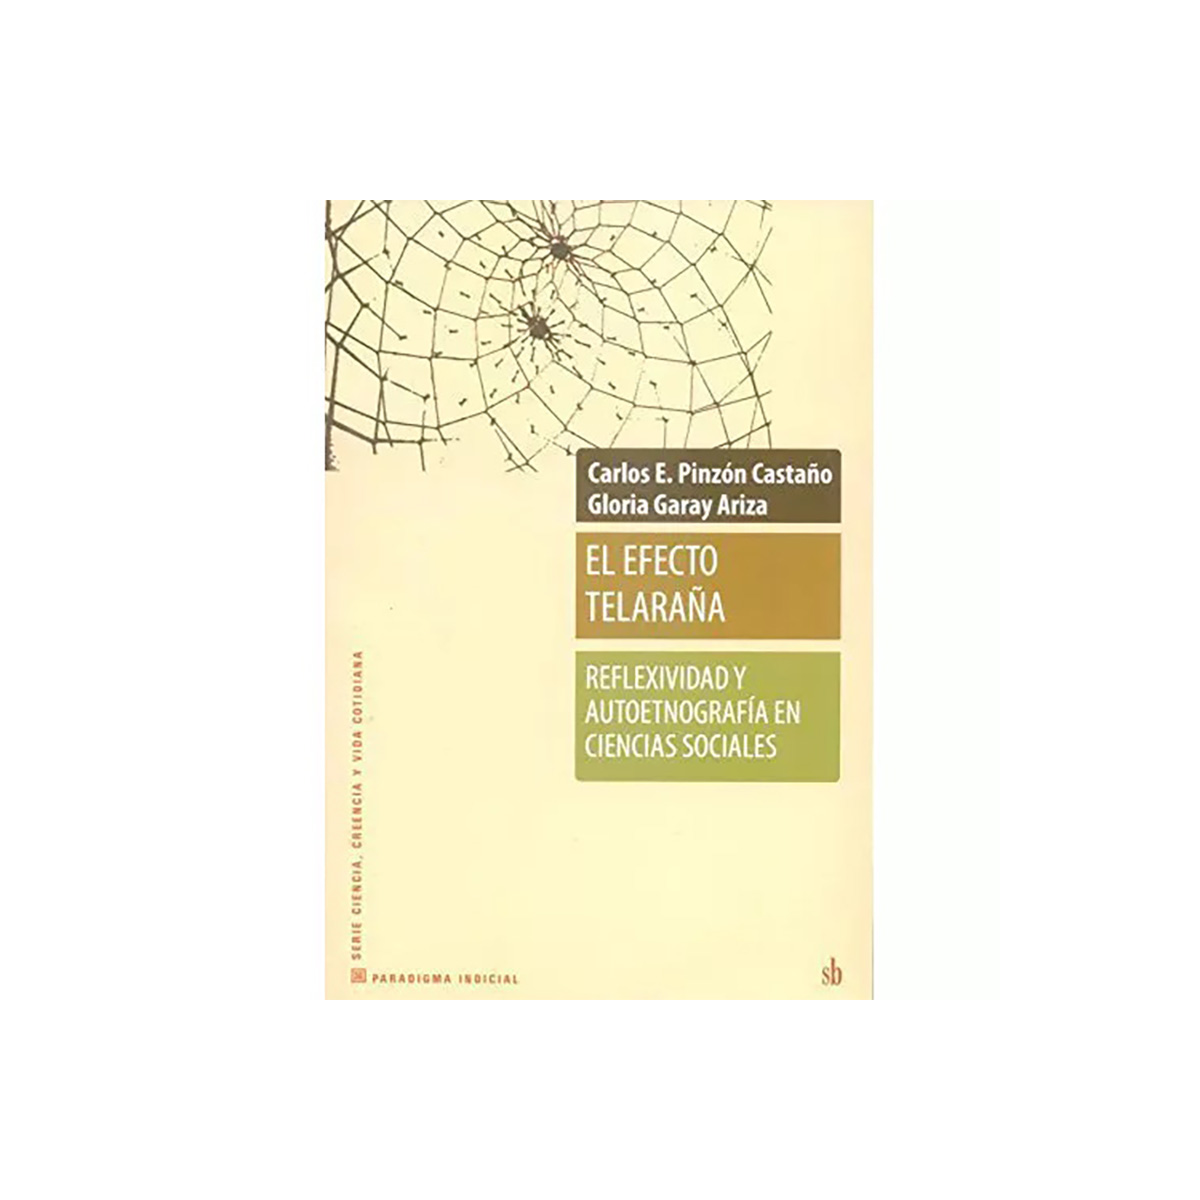 Carlos E. Pinzón Castaño
Gloria Garay Ariza
EL EFECTO
TELARAÑA
REFLEXIVIDAD Y
AUTOETNOGRAFÍA EN
CIENCIAS SOCIALES
SERIE CIENCIA, CREENCIA Y VIDA COTIDIANA
PARADIGMA INDICIAL
sb